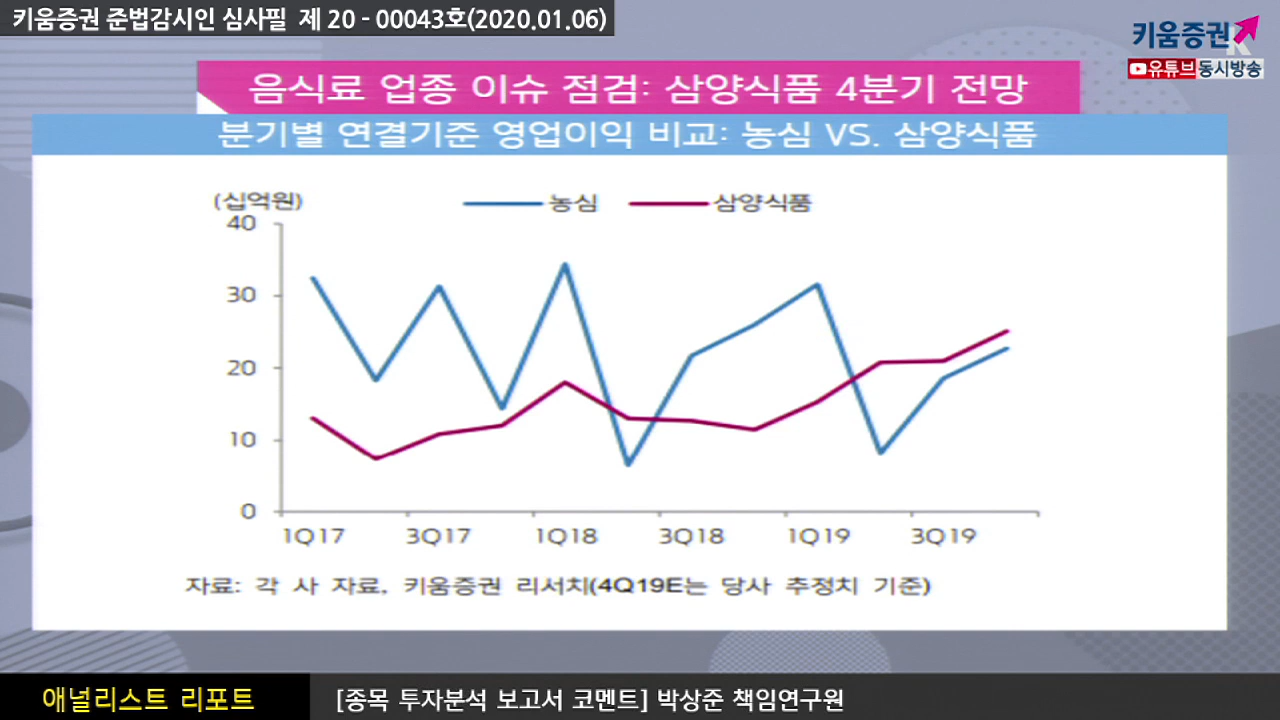 키움증권 준법감시인 심사필 제 20 - 00043호(2020.01.06)
키움증권
유튜브 동시방송
음식료 업종 이슈 점검: 삼양식품 4분기 전망
분기별 연결기준 영업이익 비교: 농심 VS. 삼양식품
(십억원)
농심 삼양식품
40
30
20
10
0
1Q17 3Q17 1Q18 3Q18 1Q19 3Q19
자료: 각 사 자료, 키움증권 리서치(4Q19E는 당사 추정치 기준)
애널리스트 리포트
[종목 투자분석 보고서 코멘트] 박상준 책임연구원